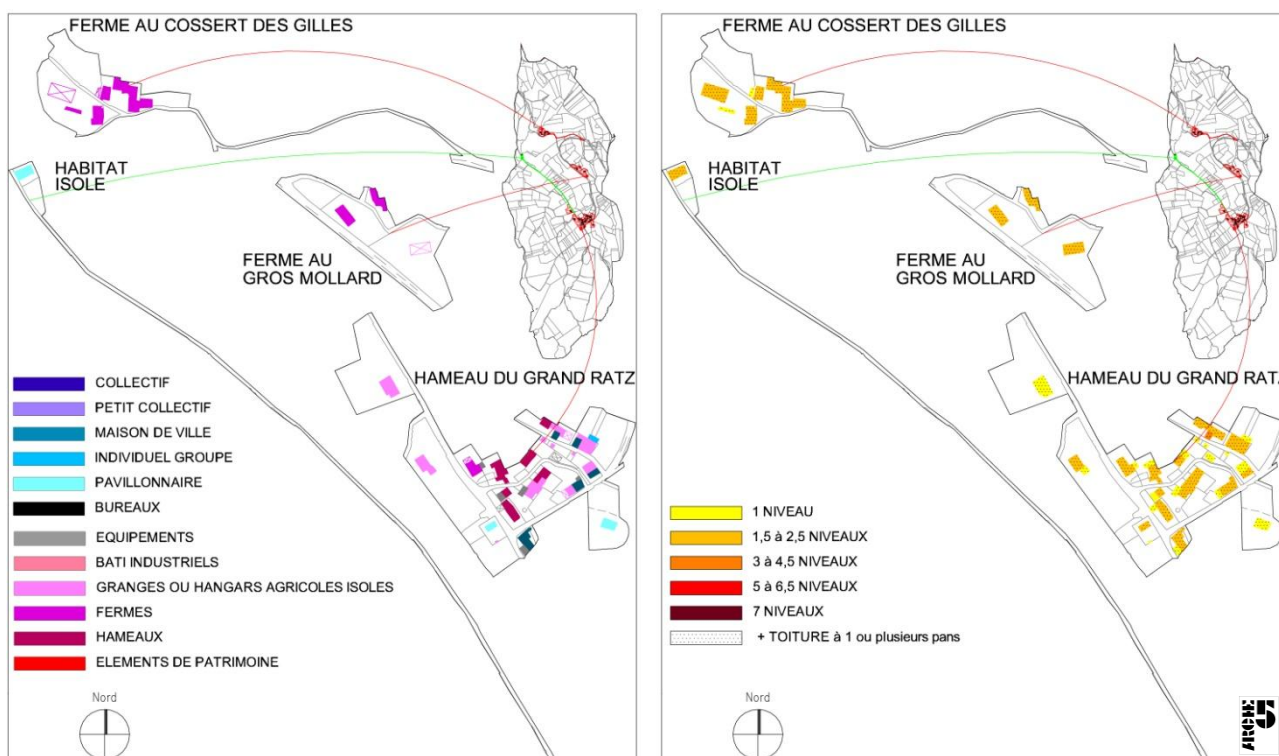 FERME AU COSSERT DES GILLES
HABITAT
ISOLE
FERME AU
GROS MOLLARD
HAMEAU DU GRAND RATZ
COLLECTIF
PETIT COLLECTIF
MAISON DE VILLE
INDIVIDUEL GROUPE
PAVILLONNAIRE
BUREAUX
EQUIPEMENTS
BATI INDUSTRIELS
GRANGES OU HANGARS AGRICOLES ISOLES
FERMES
HAMEAUX
ELEMENTS DE PATRIMOINE
Nord
FERME AU COSSERT DES GILLES
HABITAT
ISOLE
FERME AU
GROS MOLLARD
HAMEAU DU GRAND RATZ
1 NIVEAU
1,5 à 2,5 NIVEAUX
3 à 4,5 NIVEAUX
5 à 6,5 NIVEAUX
7 NIVEAUX
+ TOITURE à 1 ou plusieurs pans
Nord
ARCHE 5